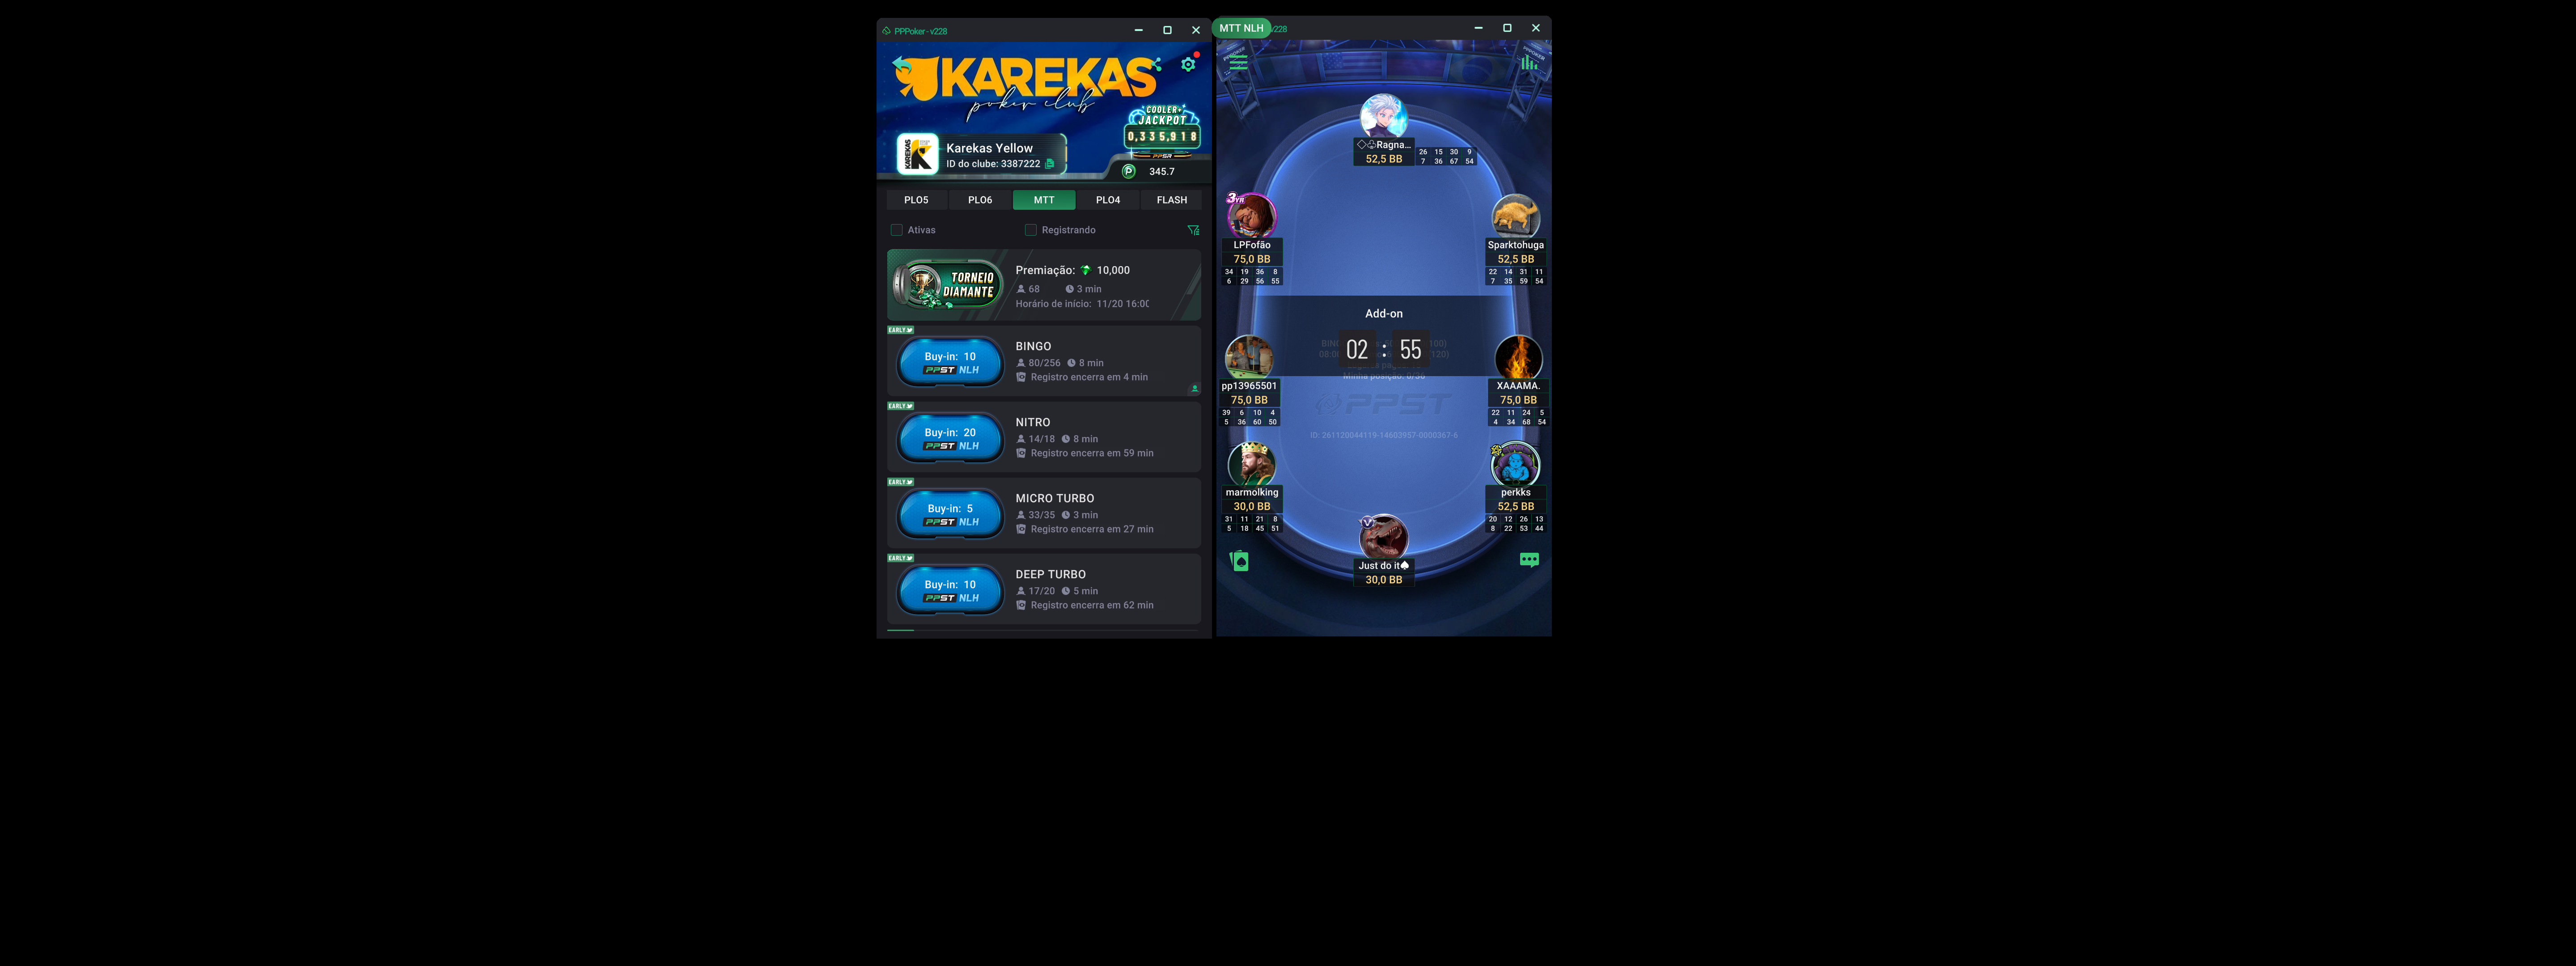 PPPoker - v228
KAREKAS
poker club
COOLER+
JACKPOT
0,335,918
PPSR
KAREKAS
Karekas Yellow
ID do clube: 3387222
345.7
PLO5 PLO6 MTT PLO4 FLASH
Ativas Registrando
TORNEIO
DIAMANTE
Premiação: 10,000
68 3 min
Horário de início: 11/20 16:00
EARLY
Buy-in: 10
PPST NLH
BINGO
80/256 8 min
Registro encerra em 4 min
EARLY
Buy-in: 20
PPST NLH
NITRO
14/18 8 min
Registro encerra em 59 min
EARLY
Buy-in: 5
PPST NLH
MICRO TURBO
33/35 3 min
Registro encerra em 27 min
EARLY
Buy-in: 10
PPST NLH
DEEP TURBO
17/20 5 min
Registro encerra em 62 min
MTT NLH v228
PPPOKER PPPOKER
◇♧Ragna...
52,5 BB
26 15 30 9
7 36 67 54
3YR
LPFofão
75,0 BB
34 19 36 8
6 29 56 55
Sparktohuga
52,5 BB
22 14 31 11
7 35 59 54
Add-on
02 : 55
pp13965501
75,0 BB
39 6 10 4
5 36 60 50
XAAAMA.
75,0 BB
22 11 24 5
4 34 68 54
PPST
ID: 261120044119-14603957-0000367-6
marmolking
30,0 BB
31 11 21 8
5 18 45 51
perkks
52,5 BB
20 12 26 13
8 22 53 44
V
Just do it♠
30,0 BB